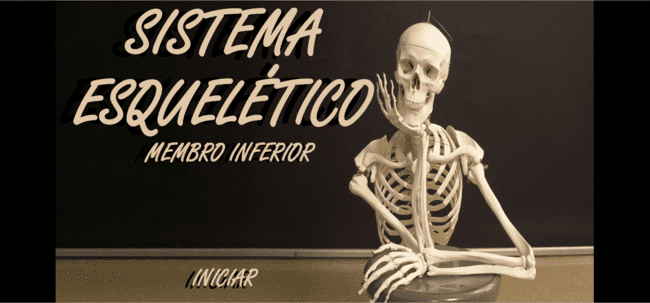 SISTEMA
ESQUELÉTICO
MEMBRO INFERIOR
INICIAR